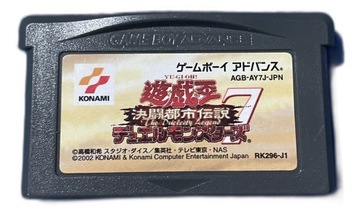 GAME BOY ADVANCE
KONAMI
ゲームボーイ アドバンス®
AGB-AY7J-JPN
YU-GI-OH!
遊戯王
7
決闘都市伝説
The Duelcity Legend
デュエルモンスターズ
©高橋和希 スタジオ・ダイス/集英社・テレビ東京・NAS
©2002 KONAMI & Konami Computer Entertainment Japan
RK296-J1